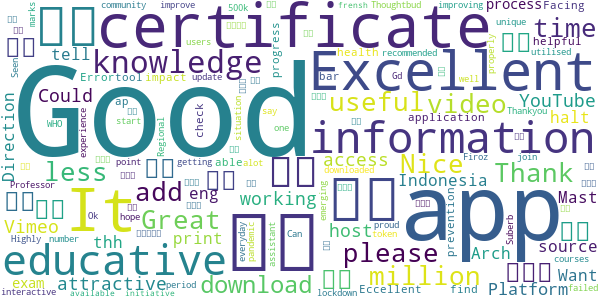 Good
certificate
app
Excellent
information
It
educative
knowledge
useful
video
time
YouTube
please
million
Nice
Great
Thank
download
less
add
access
host
Indonesia
Platform
attractive
Direction
Could
Vimeo
exam
print
working
eng
thh
process
Facing
halt
application
Mast
source
Want
Arch
able
check
tell
impact
Errortool
health
progress
bar
ap
community
improve
marks
users
500k
Thoughtbud
frensh
improving
unique
recommended
helpful
utilised
properly
Seen
update
Gd
well
WHO
experience
start
Regional
situation
say
one
Thankyou
alot
Firoz
join
downloaded
point
getting
Professor
Ok
hope
Highly
number
everyday
pandemic
assistant
emerging
prevention
proud
token
Can
Suberb
courses
failed
interactive
available
initiative
period
lockdown
Eccellent
find